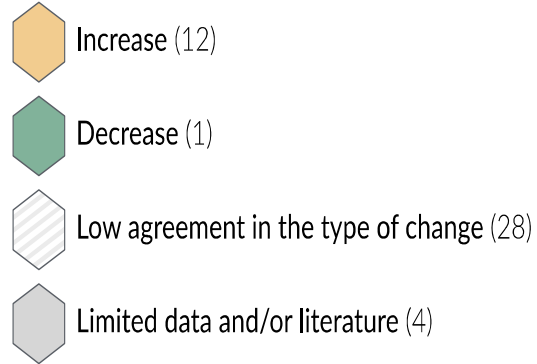 Increase (12)
Decrease (1)
Low agreement in the type of change (28)
Limited data and/or literature (4)